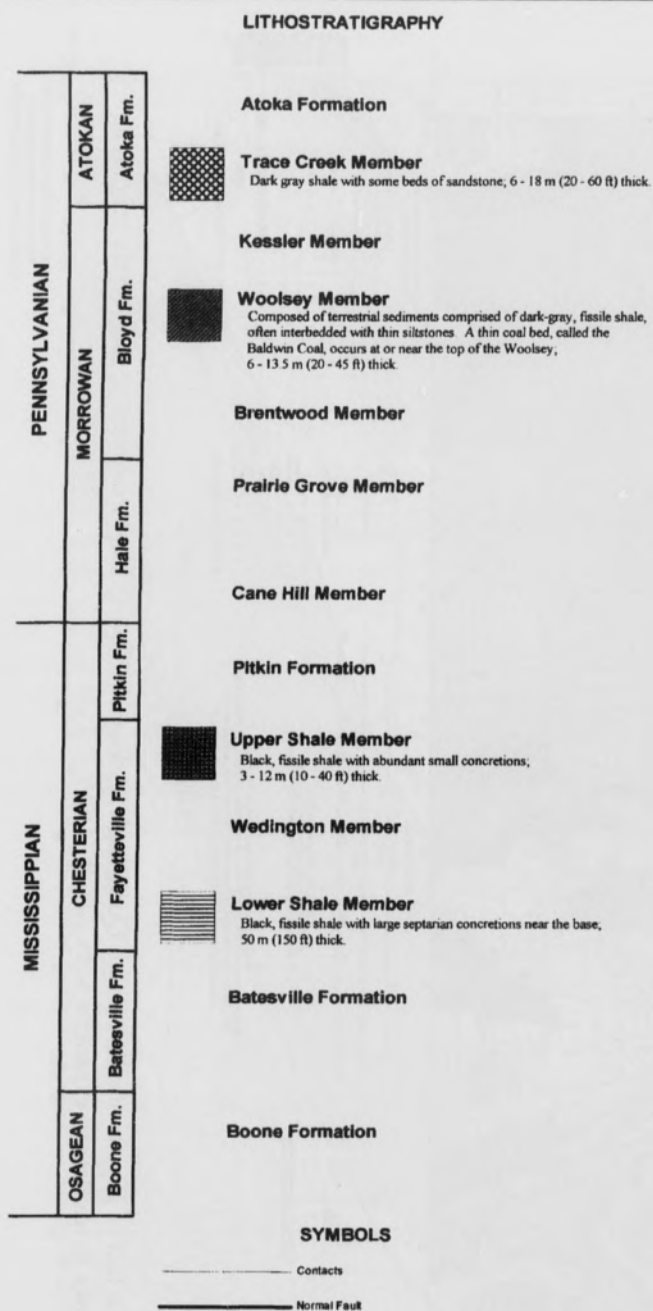 LITHOSTRATIGRAPHY
PENNSYLVANIAN
MISSISSIPPIAN
ATOKAN
MORROWAN
CHESTERIAN
OSAGEAN
Atoka Fm.
Bloyd Fm.
Hale Fm.
Pitkin Fm.
Fayetteville Fm.
Batesville Fm.
Boone Fm.
Atoka Formation
Trace Creek Member
Dark gray shale with some beds of sandstone; 6 - 18 m (20 - 60 ft) thick.
Kessler Member
Woolsey Member
Composed of terrestrial sediments comprised of dark-gray, fissile shale,
often interbedded with thin siltstones. A thin coal bed, called the
Baldwin Coal, occurs at or near the top of the Woolsey;
6 - 13.5 m (20 - 45 ft) thick.
Brentwood Member
Prairie Grove Member
Cane Hill Member
Pitkin Formation
Upper Shale Member
Black, fissile shale with abundant small concretions;
3 - 12 m (10 - 40 ft) thick.
Wedington Member
Lower Shale Member
Black, fissile shale with large septarian concretions near the base;
50 m (150 ft) thick.
Batesville Formation
Boone Formation
SYMBOLS
Contacts
Normal Fault